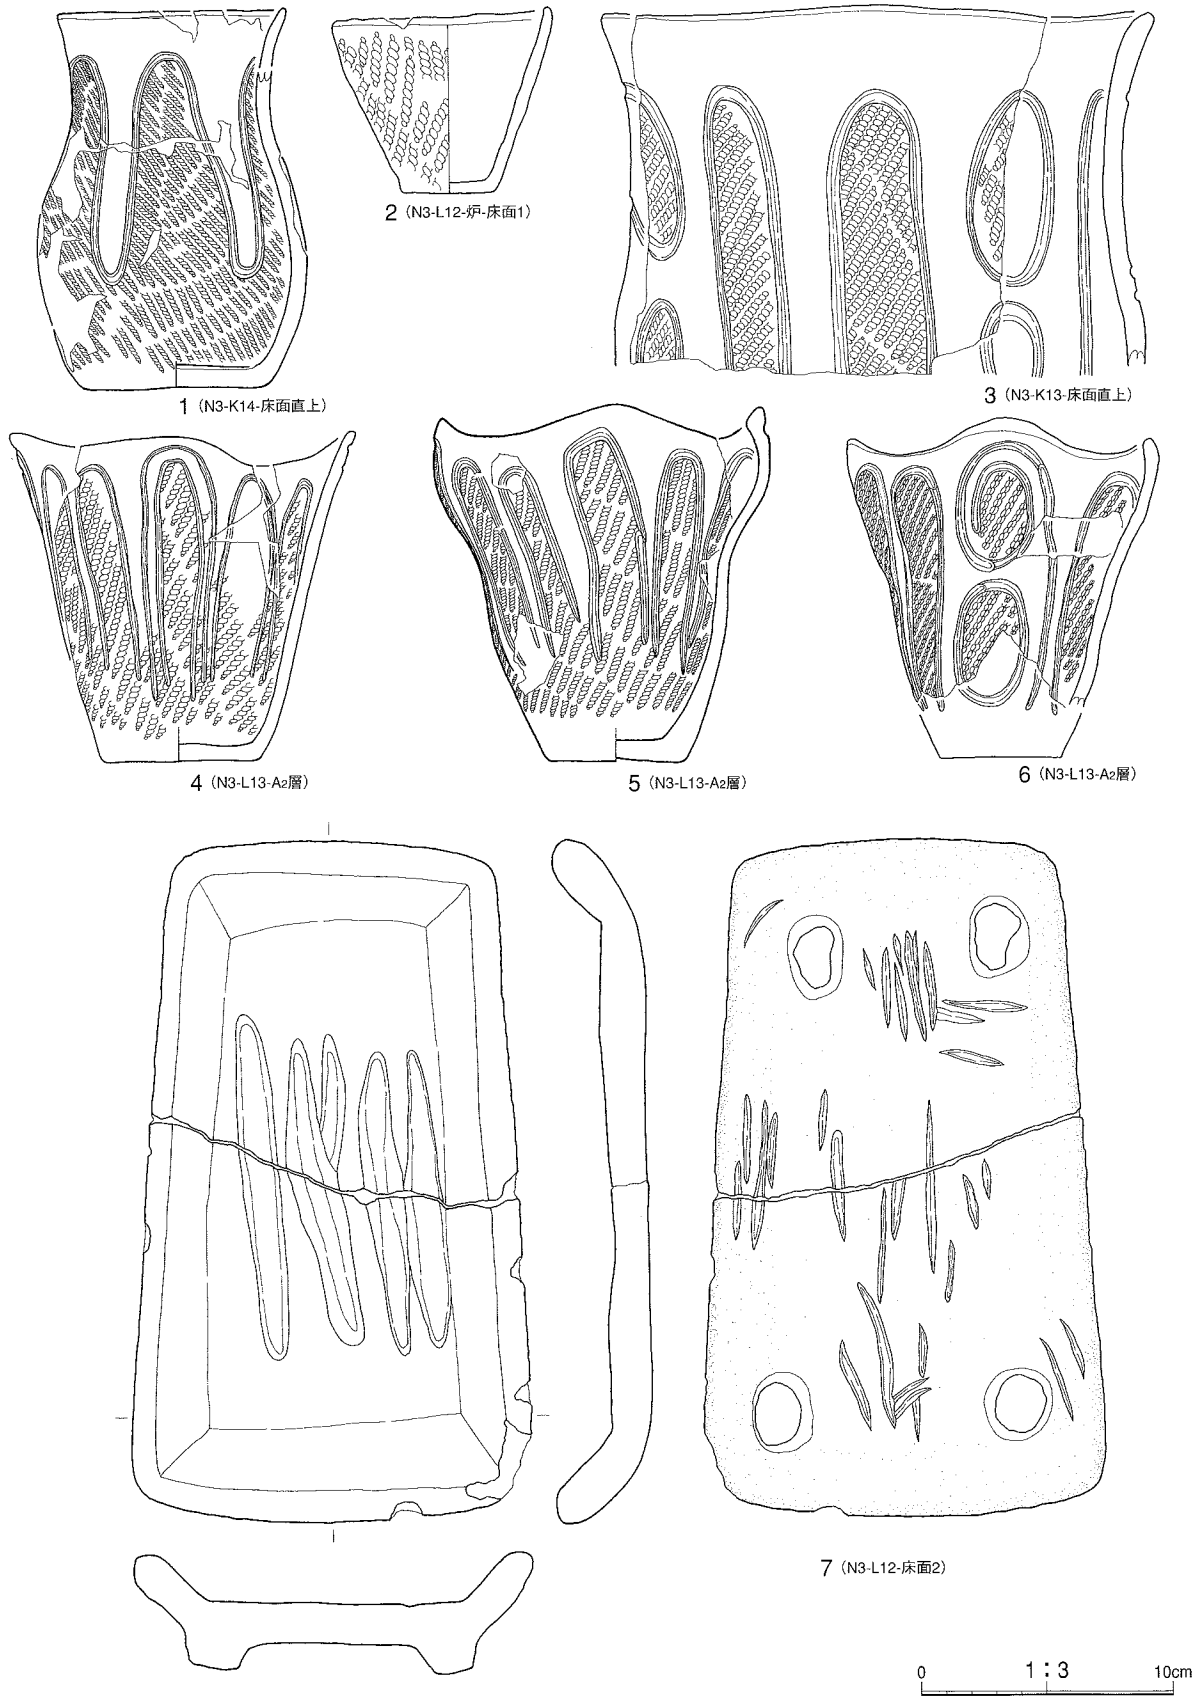 2 (N3-L12-炉-床面1)
1 (N3-K14-床面直上)
3 (N3-K13-床面直上)
4 (N3-L13-A2層)
5 (N3-L13-A2層)
6 (N3-L13-A2層)
7 (N3-L12-床面2)
0 1:3 10cm